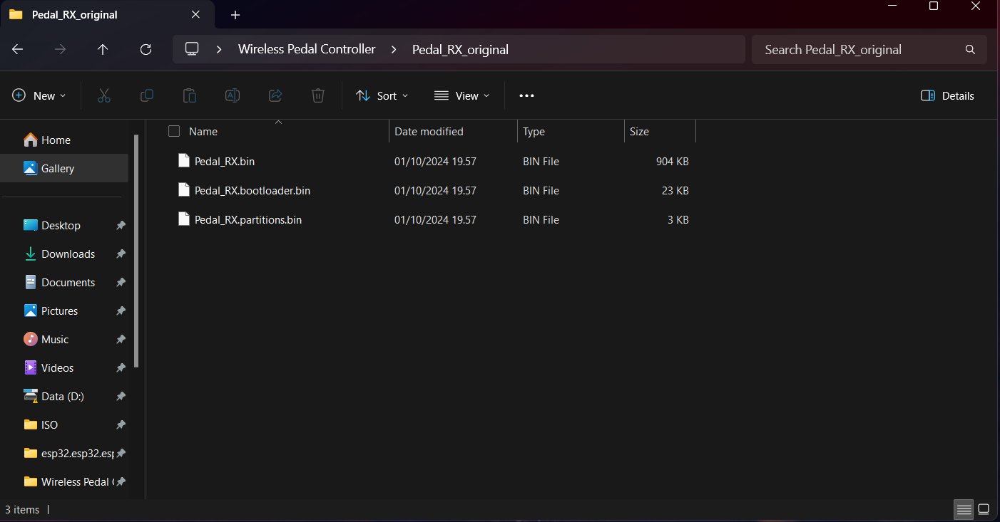 Pedal_RX_original
Wireless Pedal Controller > Pedal_RX_original
Search Pedal_RX_original
New
Sort
View
Details
Name
Date modified
Type
Size
Pedal_RX.bin 01/10/2024 19.57 BIN File 904 KB
Pedal_RX.bootloader.bin 01/10/2024 19.57 BIN File 23 KB
Pedal_RX.partitions.bin 01/10/2024 19.57 BIN File 3 KB
Home
Gallery
Desktop
Downloads
Documents
Pictures
Music
Videos
Data (D:)
ISO
esp32.esp32.esp
Wireless Pedal (
3 items